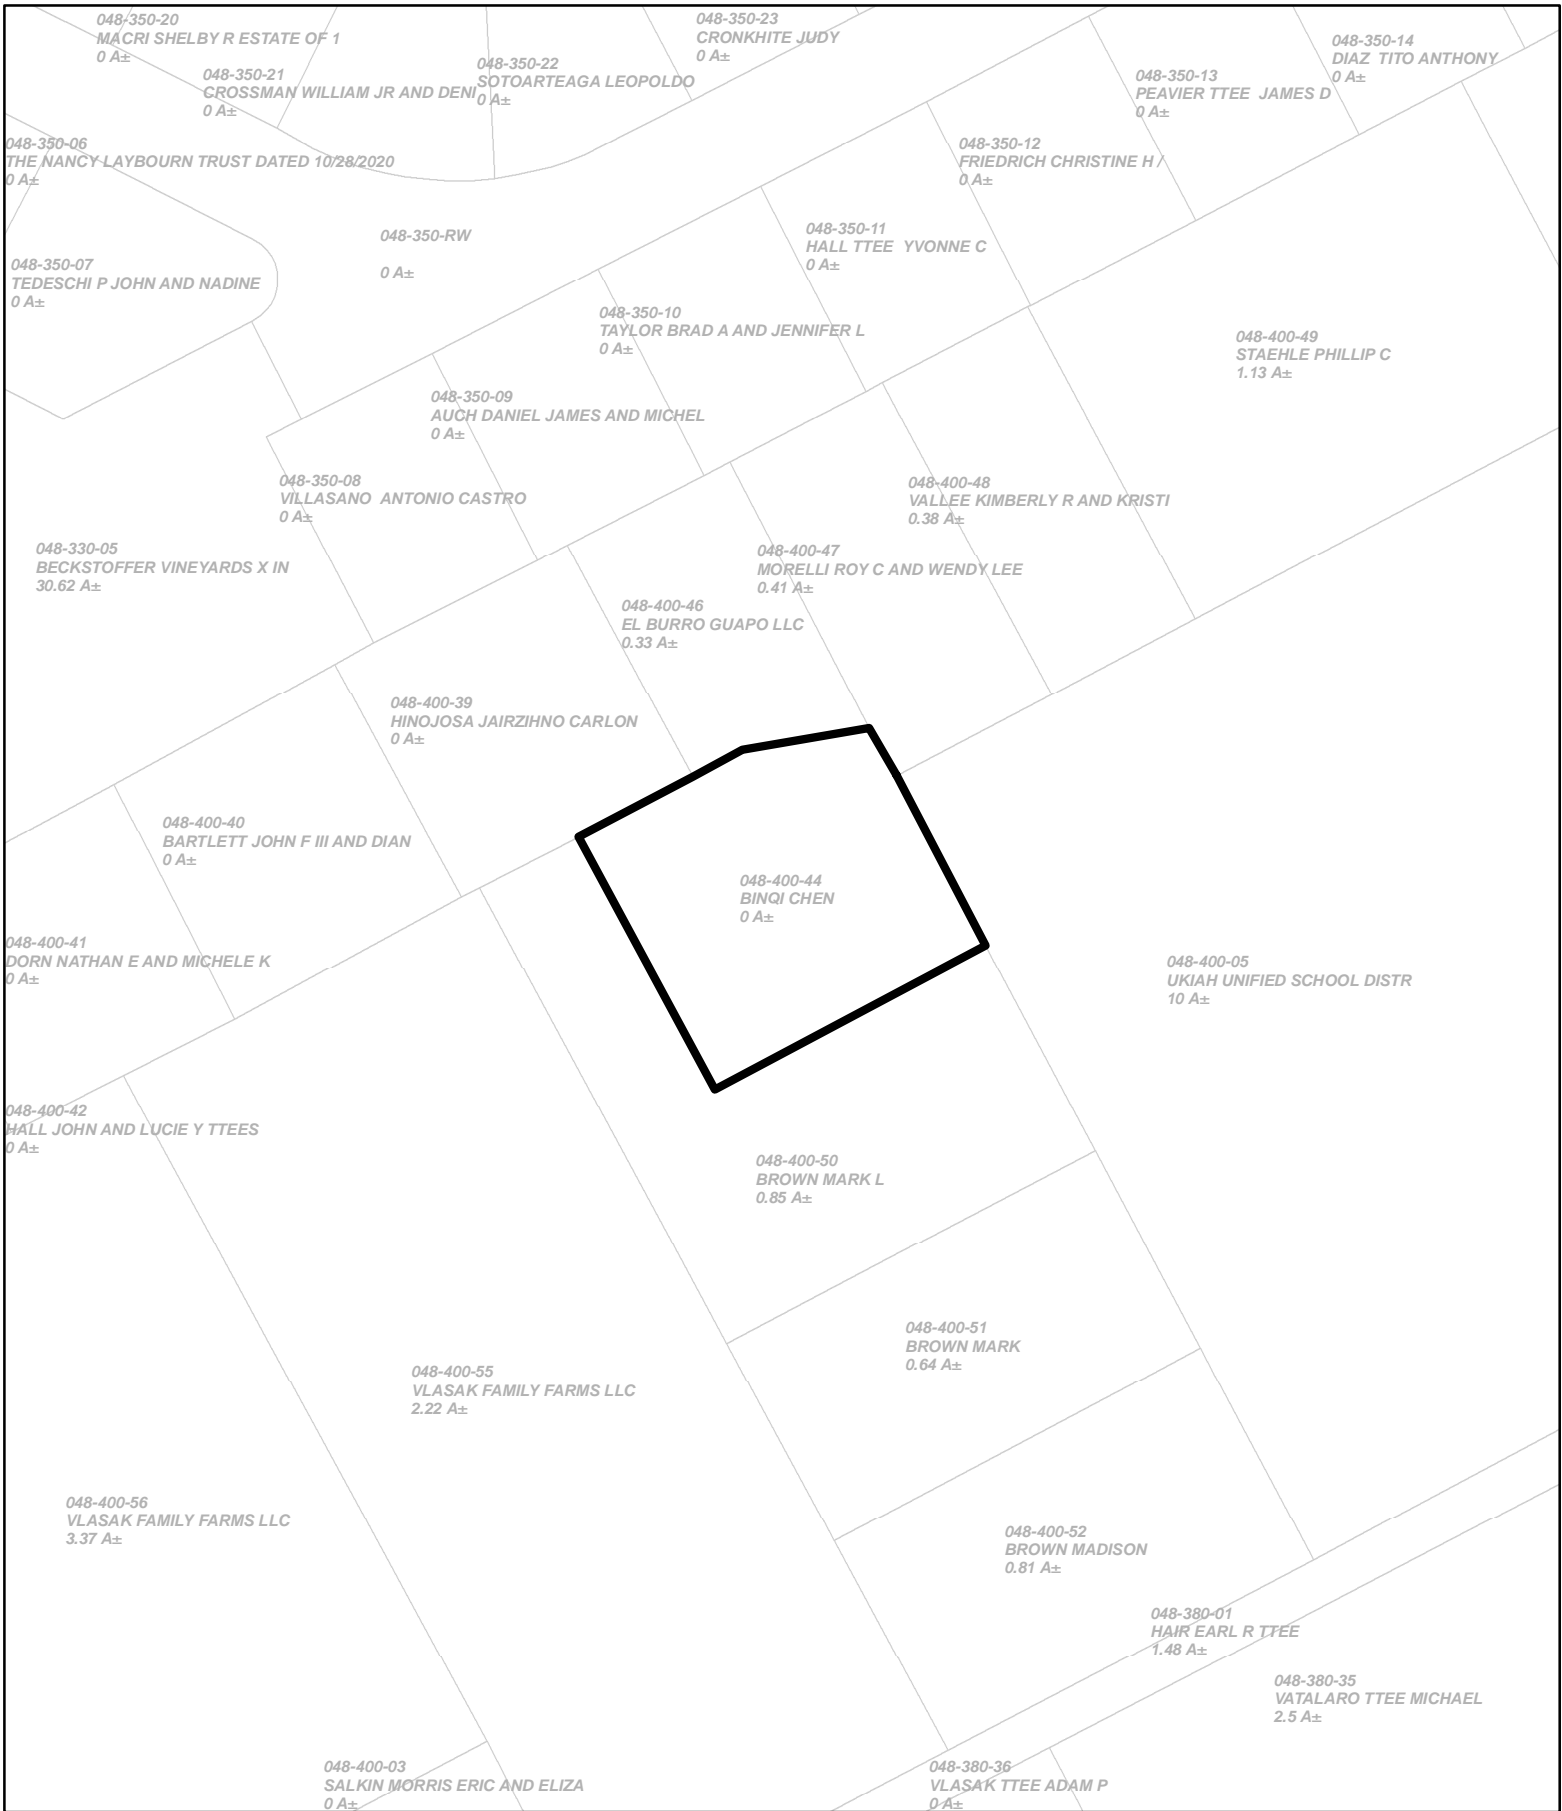 048-350-20
MACRI SHELBY R ESTATE OF 1
0 A±
048-350-21
CROSSMAN WILLIAM JR AND DENI
0 A±
048-350-22
SOTOARTEAGA LEOPOLDO
0 A±
048-350-23
CRONKHITE JUDY
0 A±
048-350-14
DIAZ  TITO ANTHONY
0 A±
048-350-13
PEAVIER TTEE  JAMES D
0 A±
048-350-06
THE NANCY LAYBOURN TRUST DATED 10/28/2020
0 A±
048-350-12
FRIEDRICH CHRISTINE H /
0 A±
048-350-RW
0 A±
048-350-11
HALL TTEE  YVONNE C
0 A±
048-350-07
TEDESCHI P JOHN AND NADINE
0 A±
048-350-10
TAYLOR BRAD A AND JENNIFER L
0 A±
048-400-49
STAEHLE PHILLIP C
1.13 A±
048-350-09
AUCH DANIEL JAMES AND MICHEL
0 A±
048-350-08
VILLASANO  ANTONIO CASTRO
0 A±
048-400-48
VALLEE KIMBERLY R AND KRISTI
0.38 A±
048-330-05
BECKSTOFFER VINEYARDS X IN
30.62 A±
048-400-47
MORELLI ROY C AND WENDY LEE
0.41 A±
048-400-46
EL BURRO GUAPO LLC
0.33 A±
048-400-39
HINOJOSA JAIRZIHNO CARLON
0 A±
048-400-40
BARTLETT JOHN F III AND DIAN
0 A±
048-400-44
BINQI CHEN
0 A±
048-400-41
DORN NATHAN E AND MICHELE K
0 A±
048-400-05
UKIAH UNIFIED SCHOOL DISTR
10 A±
048-400-42
HALL JOHN AND LUCIE Y TTEES
0 A±
048-400-50
BROWN MARK L
0.85 A±
048-400-51
BROWN MARK
0.64 A±
048-400-55
VLASAK FAMILY FARMS LLC
2.22 A±
048-400-56
VLASAK FAMILY FARMS LLC
3.37 A±
048-400-52
BROWN MADISON
0.81 A±
048-380-01
HAIR EARL R TTEE
1.48 A±
048-380-35
VATALARO TTEE MICHAEL
2.5 A±
048-400-03
SALKIN MORRIS ERIC AND ELIZA
0 A±
048-380-36
VLASAK TTEE ADAM P
0 A±